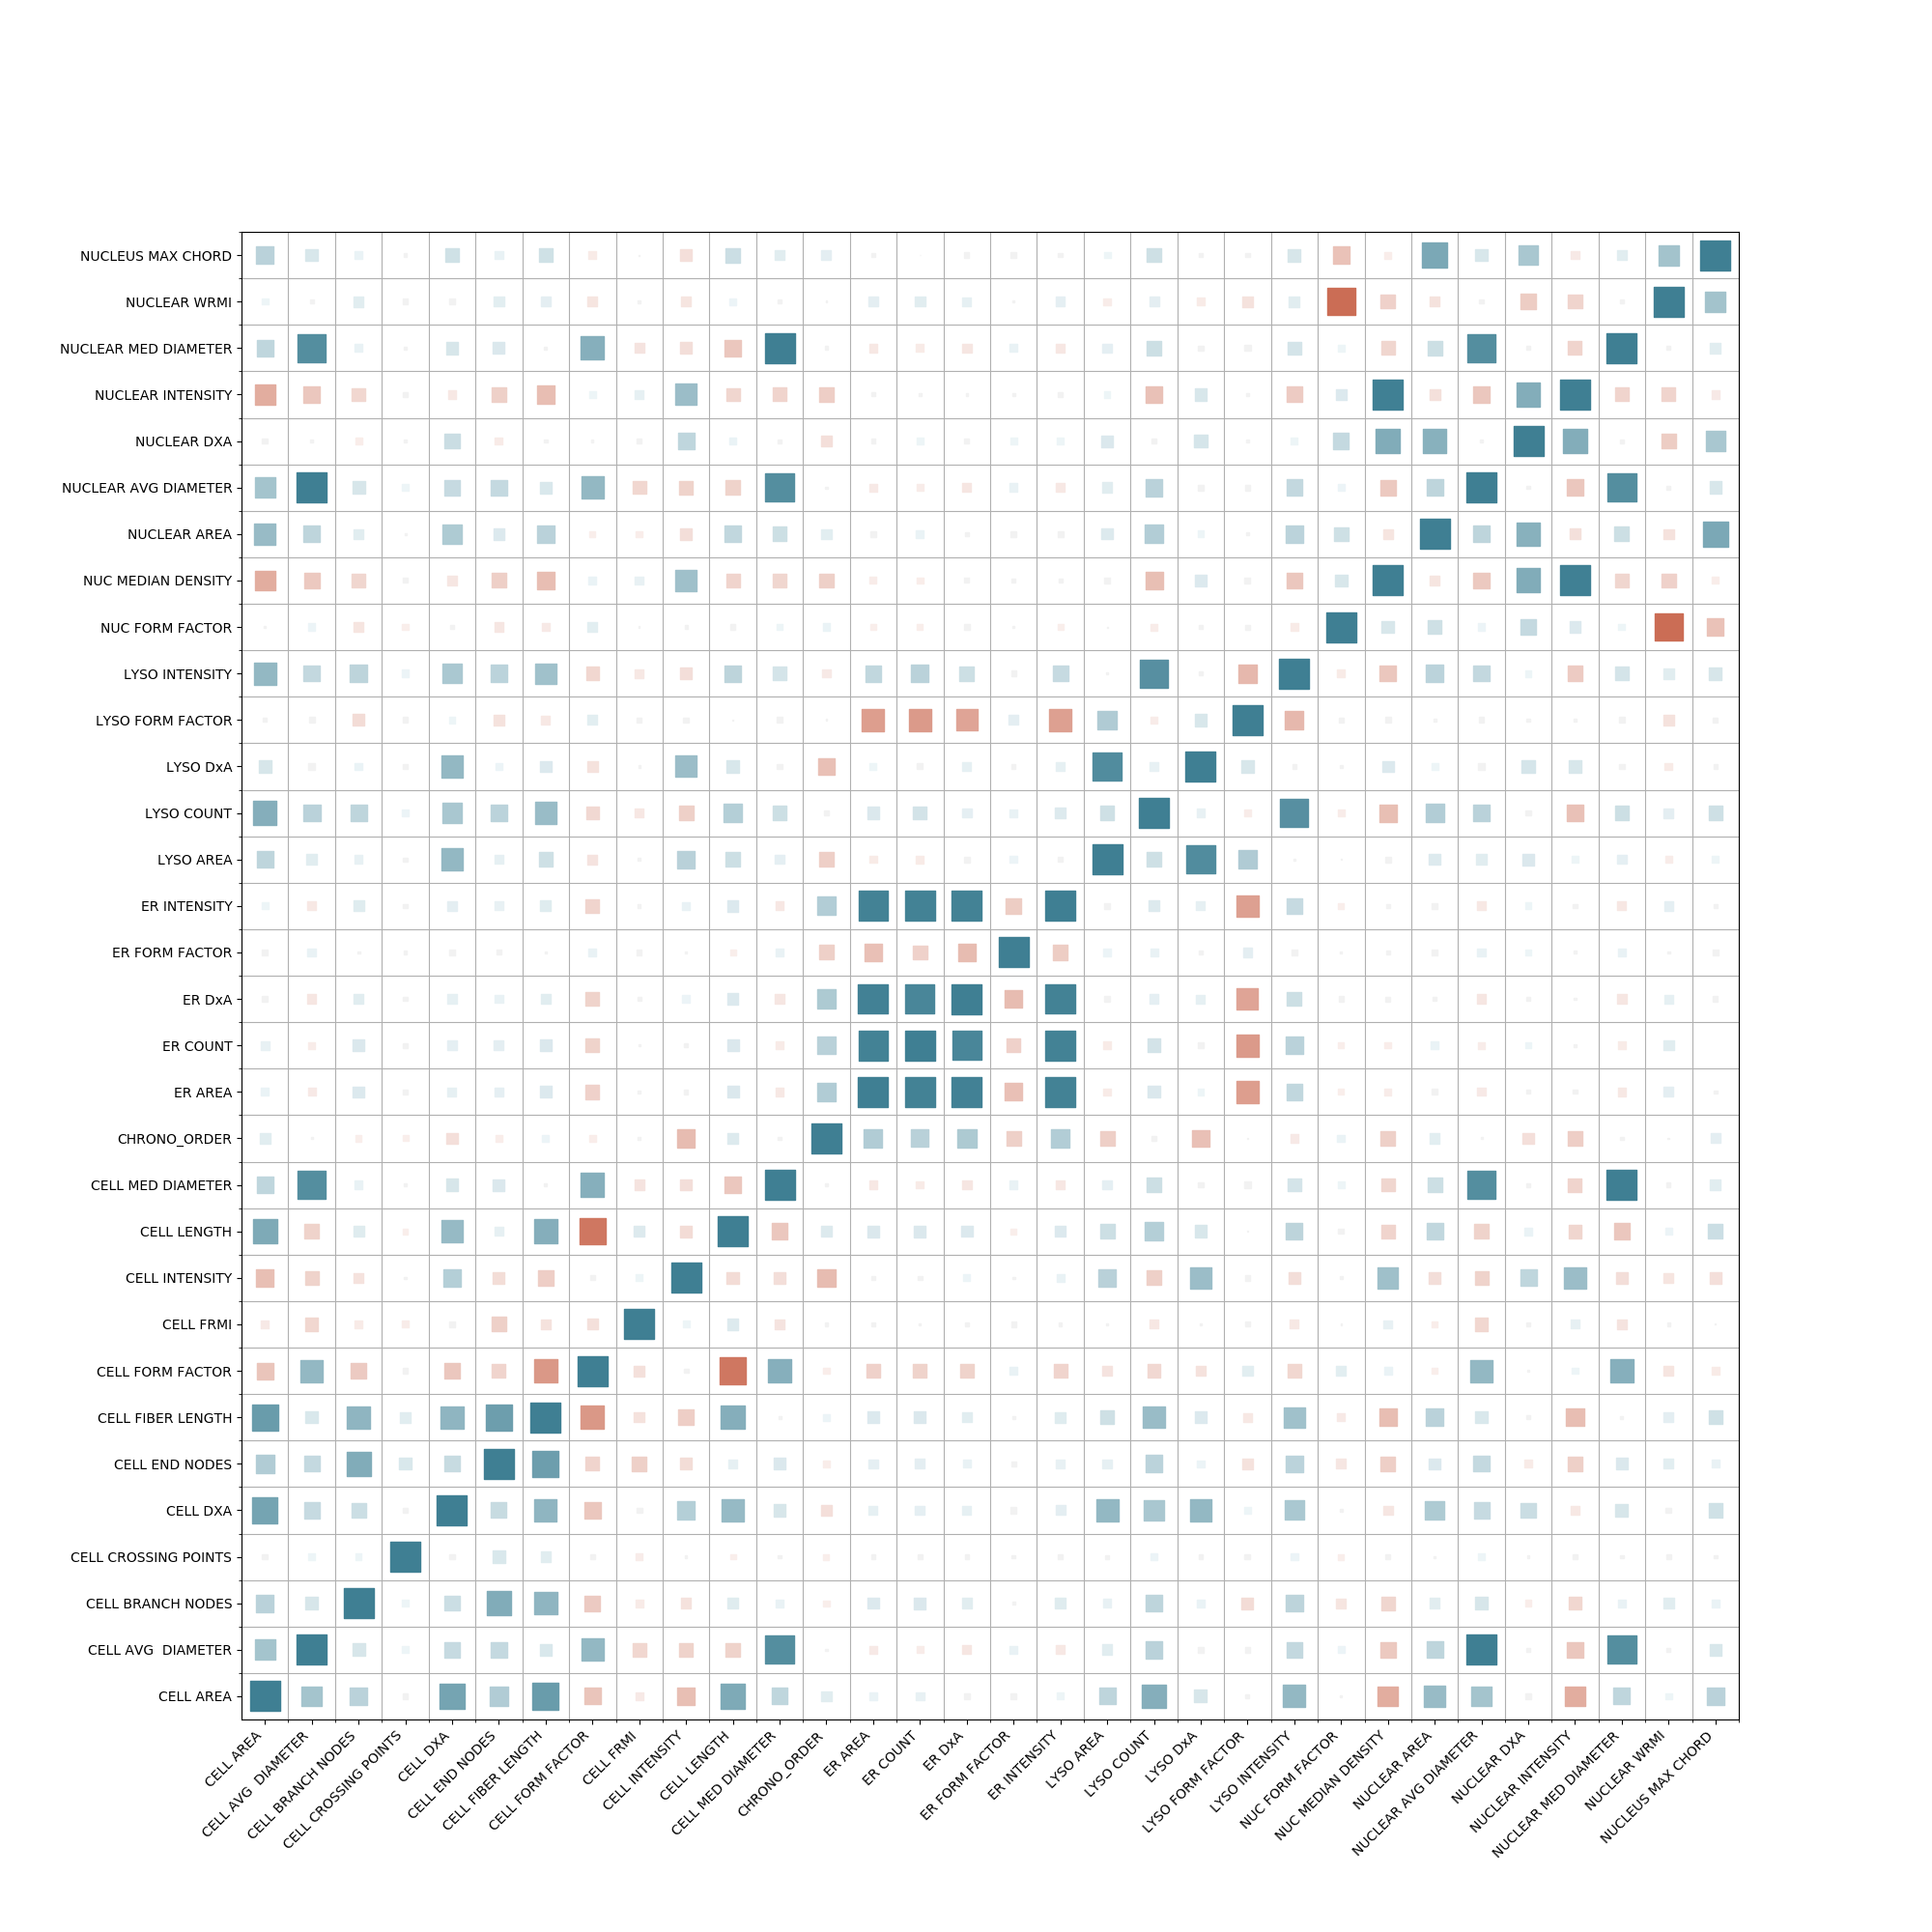 NUCLEUS MAX CHORD
NUCLEAR WRMI
NUCLEAR MED DIAMETER
NUCLEAR INTENSITY
NUCLEAR DXA
NUCLEAR AVG DIAMETER
NUCLEAR AREA
NUC MEDIAN DENSITY
NUC FORM FACTOR
LYSO INTENSITY
LYSO FORM FACTOR
LYSO DxA
LYSO COUNT
LYSO AREA
ER INTENSITY
ER FORM FACTOR
ER DxA
ER COUNT
ER AREA
CHRONO_ORDER
CELL MED DIAMETER
CELL LENGTH
CELL INTENSITY
CELL FRMI
CELL FORM FACTOR
CELL FIBER LENGTH
CELL END NODES
CELL DXA
CELL CROSSING POINTS
CELL BRANCH NODES
CELL AVG  DIAMETER
CELL AREA
CELL AREA
CELL AVG  DIAMETER
CELL BRANCH NODES
CELL CROSSING POINTS
CELL DXA
CELL END NODES
CELL FIBER LENGTH
CELL FORM FACTOR
CELL FRMI
CELL INTENSITY
CELL LENGTH
CELL MED DIAMETER
CHRONO_ORDER
ER AREA
ER COUNT
ER DxA
ER FORM FACTOR
ER INTENSITY
LYSO AREA
LYSO COUNT
LYSO DxA
LYSO FORM FACTOR
LYSO INTENSITY
NUC FORM FACTOR
NUC MEDIAN DENSITY
NUCLEAR AREA
NUCLEAR AVG DIAMETER
NUCLEAR DXA
NUCLEAR INTENSITY
NUCLEAR MED DIAMETER
NUCLEAR WRMI
NUCLEUS MAX CHORD